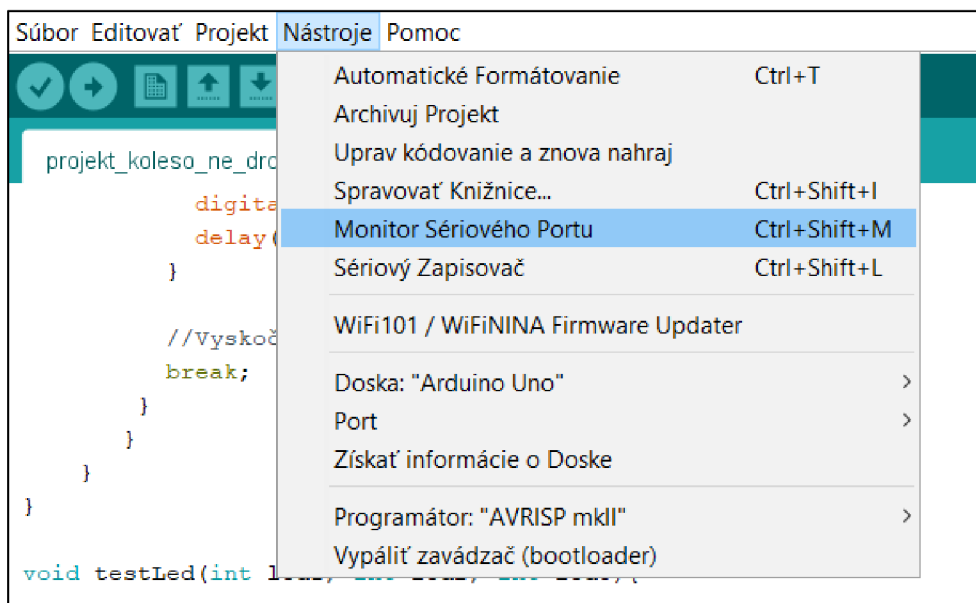 Súbor Editovať Projekt Nástroje Pomoc
Automatické Formátovanie Ctrl+T
Archivuj Projekt
Uprav kódovanie a znova nahraj
Spravovať Knižnice... Ctrl+Shift+I
Monitor Sériového Portu Ctrl+Shift+M
Sériový Zapisovač Ctrl+Shift+L
WiFi101 / WiFiNINA Firmware Updater
Doska: "Arduino Uno"
Port
Získať informácie o Doske
Programátor: "AVRISP mkII"
Vypáliť zavádzač (bootloader)
projekt_koleso_ne_dro
digita
delay(
}
//Vyskoč
break;
}
}
}
}
void testLed(int